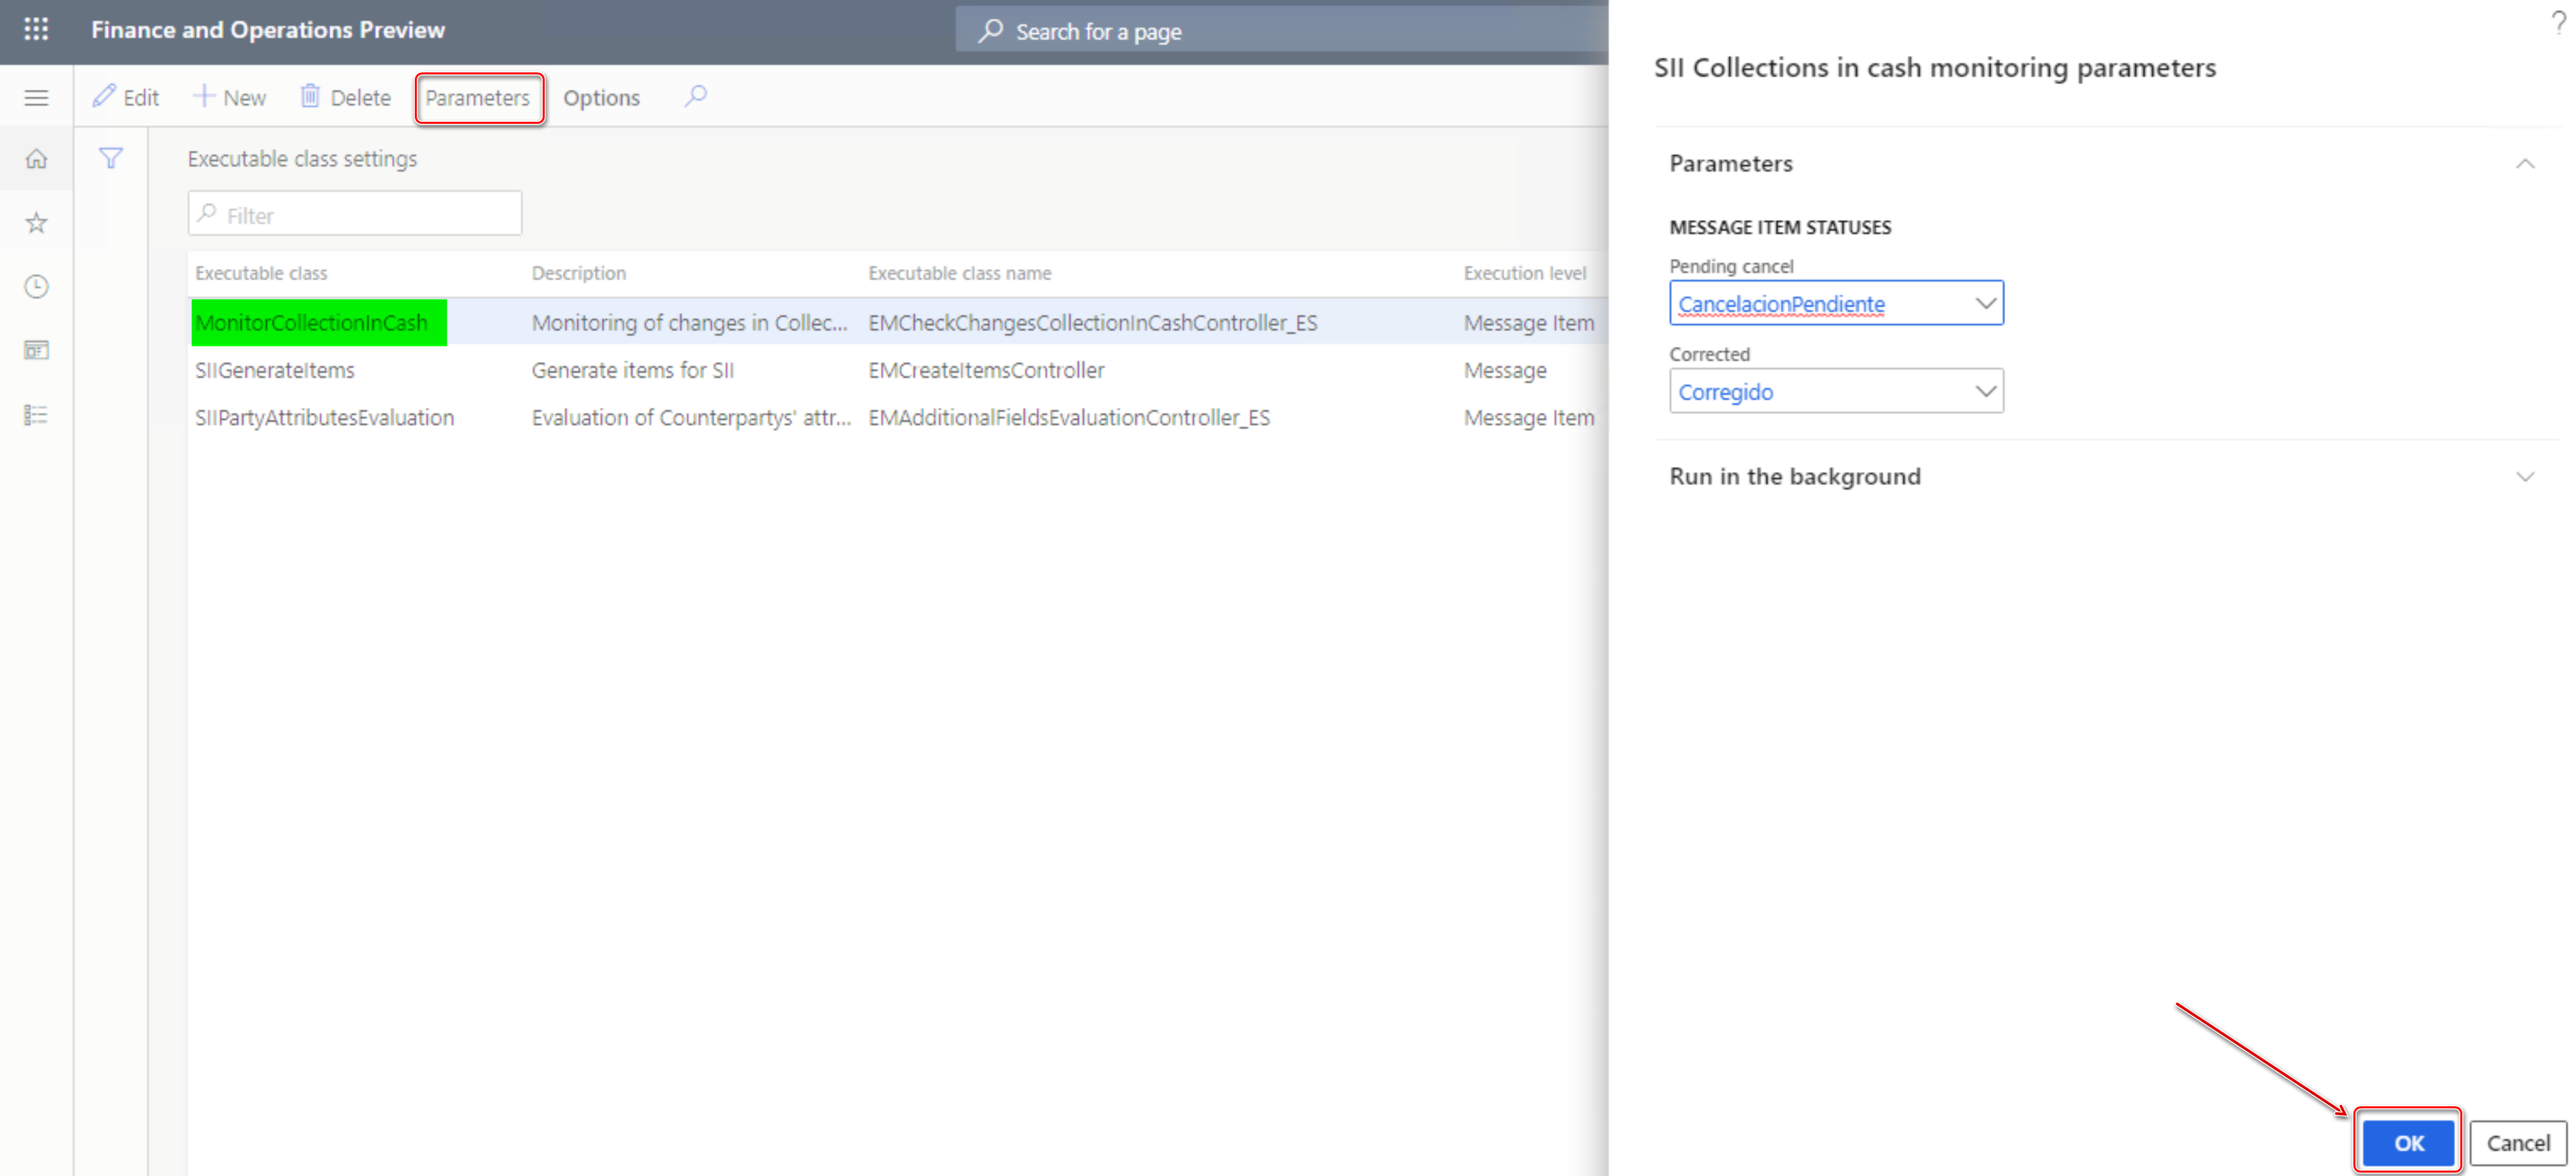 Finance and Operations Preview
Search for a page
?
Edit
New
Delete
Parameters
Options
Executable class settings
Filter
Executable class Description Executable class name Execution level
MonitorCollectionInCash Monitoring of changes in Collec... EMCheckChangesCollectionInCashController_ES Message Item
SIIGenerateItems Generate items for SII EMCreateItemsController Message
SIIPartyAttributesEvaluation Evaluation of Counterpartys' attr... EMAdditionalFieldsEvaluationController_ES Message Item
SII Collections in cash monitoring parameters
Parameters
MESSAGE ITEM STATUSES
Pending cancel
CancelacionPendiente
Corrected
Corregido
Run in the background
OK
Cancel